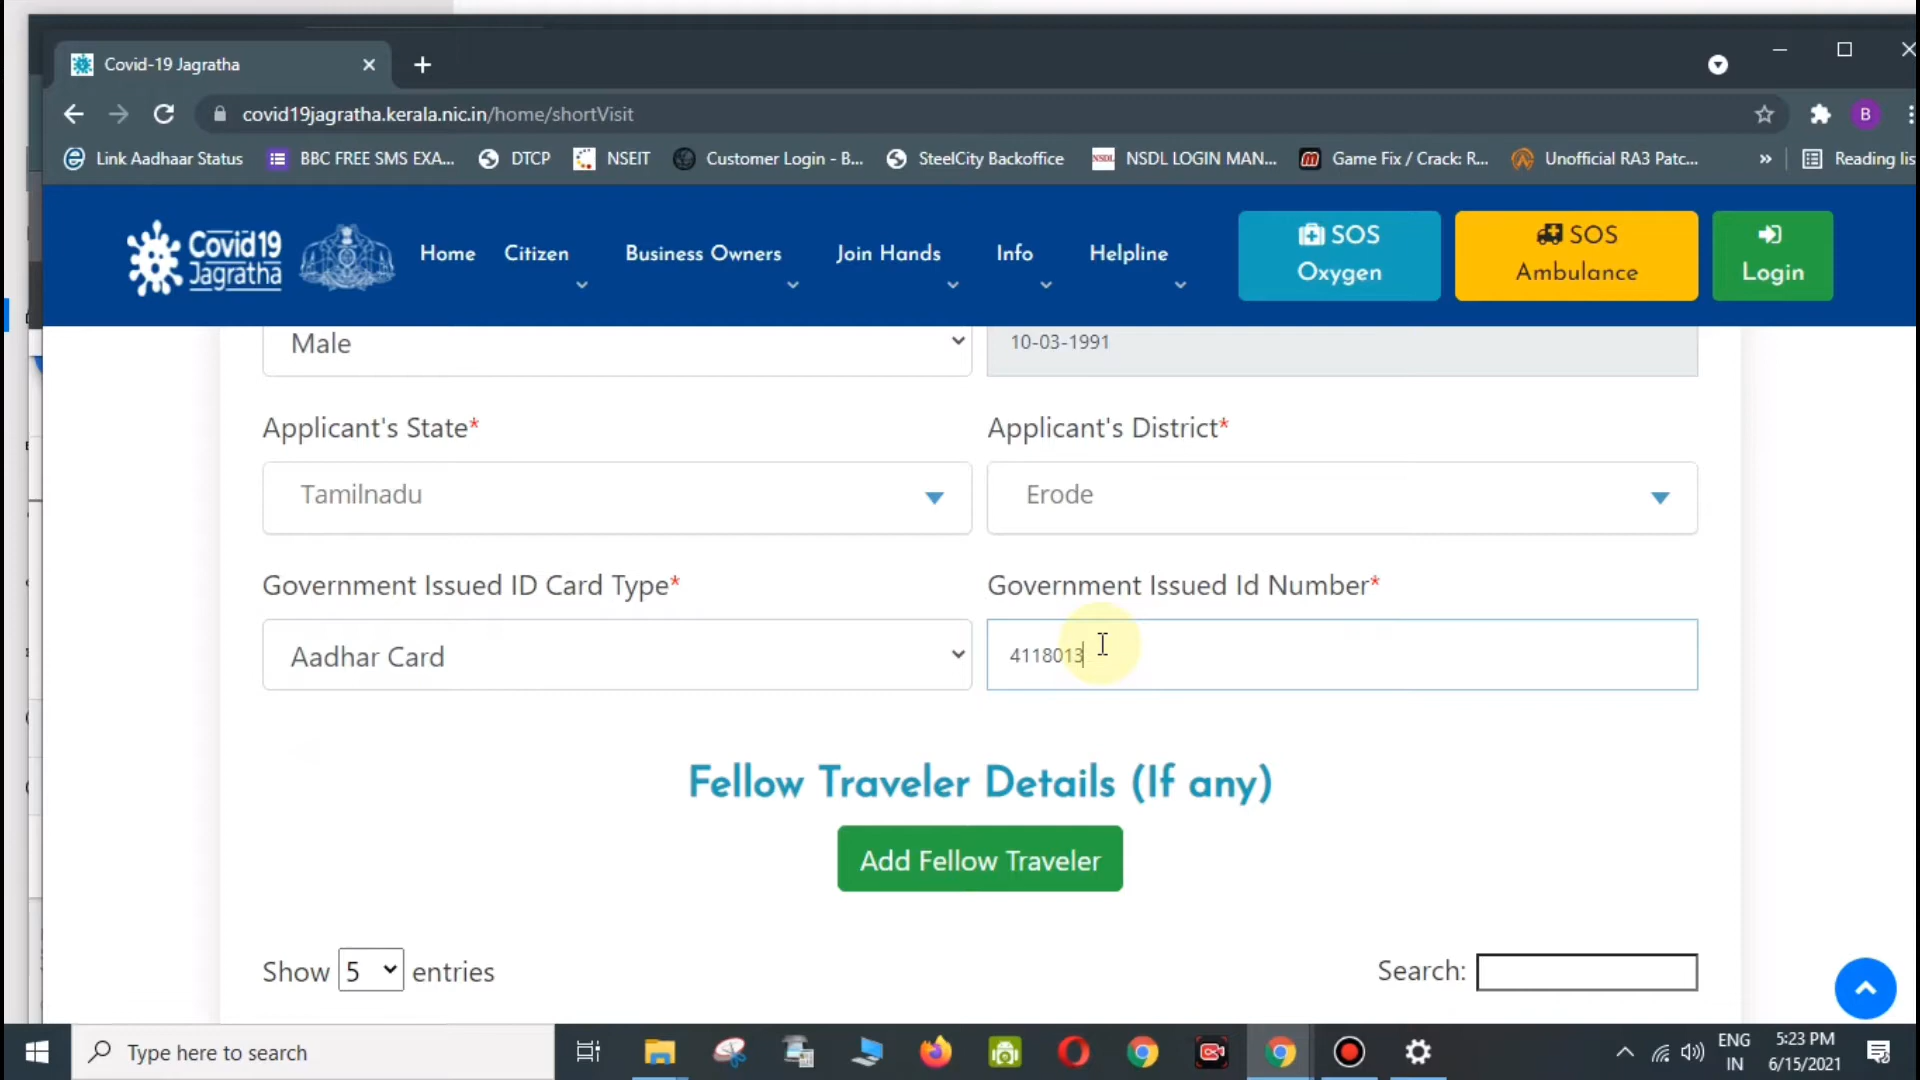 Covid-19 Jagratha
covid19jagratha.kerala.nic.in/home/shortVisit
B
Link Aadhaar Status
BBC FREE SMS EXA...
DTCP
NSEIT
Customer Login - B...
SteelCity Backoffice
NSDL
NSDL LOGIN MAN...
Game Fix / Crack: R...
Unofficial RA3 Patc...
»
Reading lis
Covid19
Jagratha
Home
Citizen
Business Owners
Join Hands
Info
Helpline
SOS
Oxygen
SOS
Ambulance
Login
Male
10-03-1991
Applicant's State*
Applicant's District*
Tamilnadu
Erode
Government Issued ID Card Type*
Government Issued Id Number*
Aadhar Card
4118013
Fellow Traveler Details (If any)
Add Fellow Traveler
Show 5 entries
Search:
Type here to search
ENG
IN
5:23 PM
6/15/2021